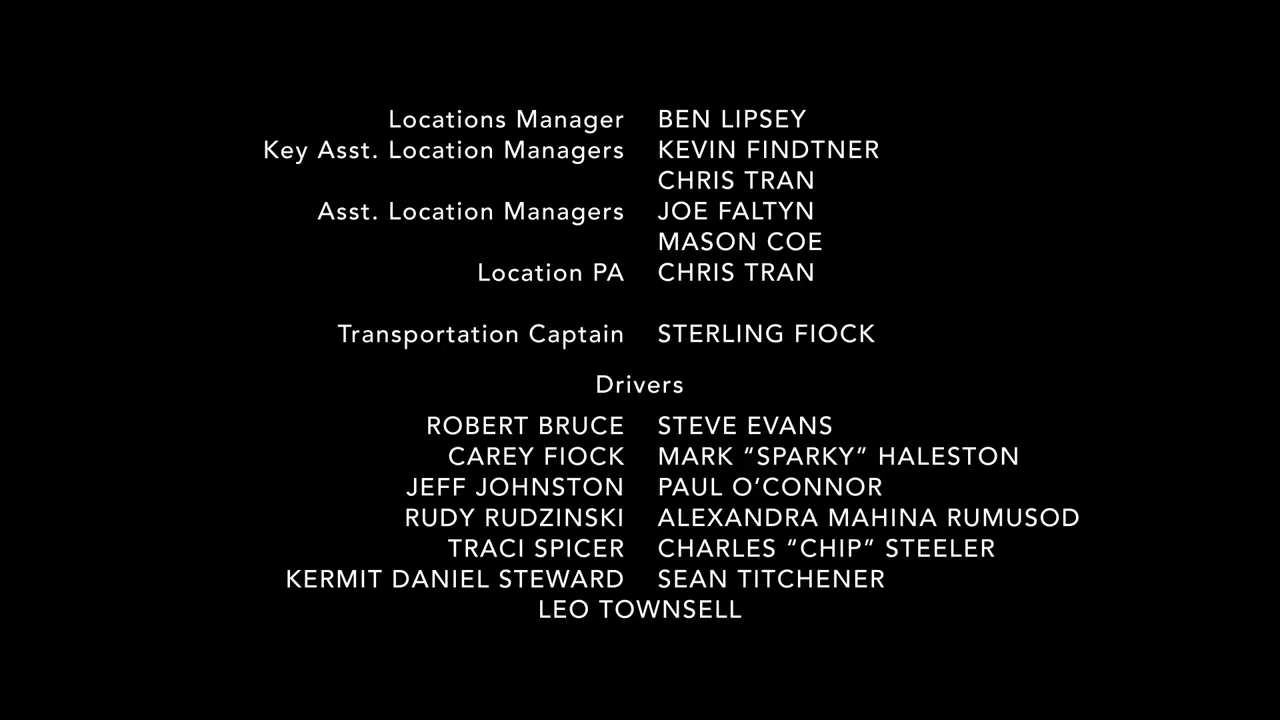 Locations Manager BEN LIPSEY
Key Asst. Location Managers KEVIN FINDTNER
CHRIS TRAN
Asst. Location Managers JOE FALTYN
MASON COE
Location PA CHRIS TRAN
Transportation Captain STERLING FIOCK
Drivers
ROBERT BRUCE STEVE EVANS
CAREY FIOCK MARK “SPARKY” HALESTON
JEFF JOHNSTON PAUL O’CONNOR
RUDY RUDZINSKI ALEXANDRA MAHINA RUMUSOD
TRACI SPICER CHARLES “CHIP” STEELER
KERMIT DANIEL STEWARD SEAN TITCHENER
LEO TOWNSELL